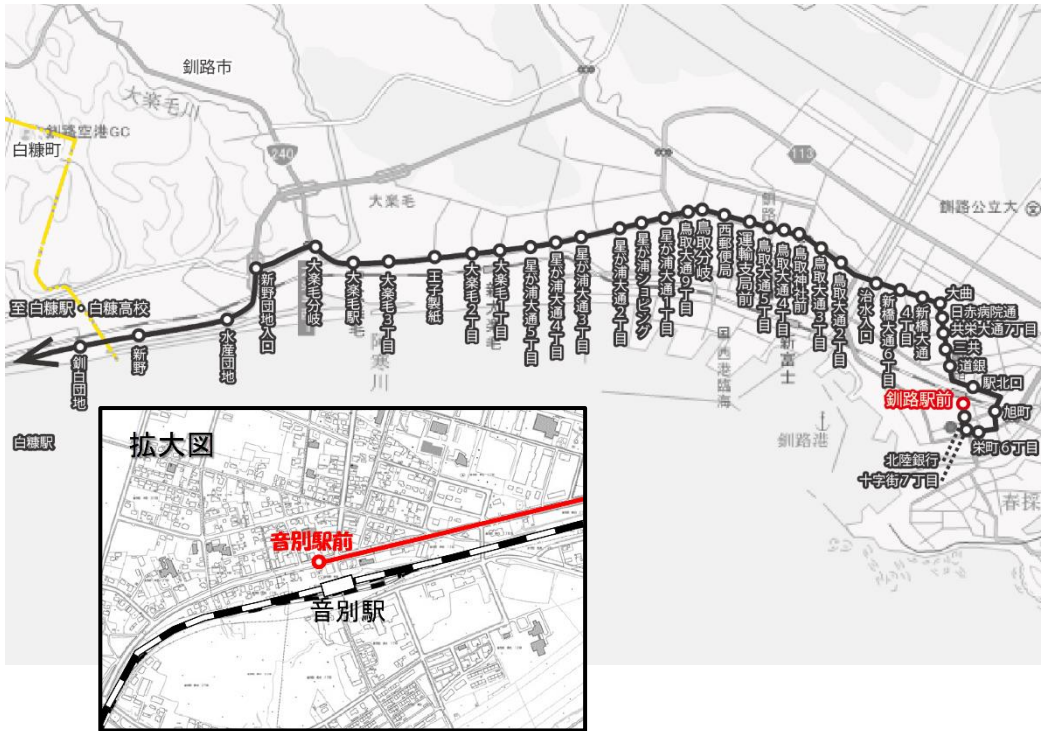 釧路市
大楽毛川
釧路空港GC
白糠町
240
大楽毛
113
釧路
釧路公立大
至 白糠駅
白糠高校
釧白団地
新野
水産団地
新野団地入口
大楽毛分岐
大楽毛駅
大楽毛3丁目
王子製紙
大楽毛2丁目
大楽毛1丁目
新大楽毛
星が浦大通5丁目
星が浦大通4丁目
星が浦大通3丁目
星が浦大通2丁目
星が浦ショッピング
星が浦大通1丁目
鳥取大通9丁目
鳥取分岐
西郵便局
運輸支局前
鳥取大通5丁目
鳥取大通4丁目
鳥取神社前
鳥取大通3丁目
鳥取大通2丁目
治水入口
新橋大通6丁目
新橋大通
4丁目
大曲
日赤病院通
共栄大通7丁目
三共
道銀
駅北口
釧路駅前
旭町
栄町6丁目
北陸銀行
十字街7丁目
阿寒川
西港臨海
新富士
釧路港
春採
白糠駅
拡大図
音別駅前
音別駅